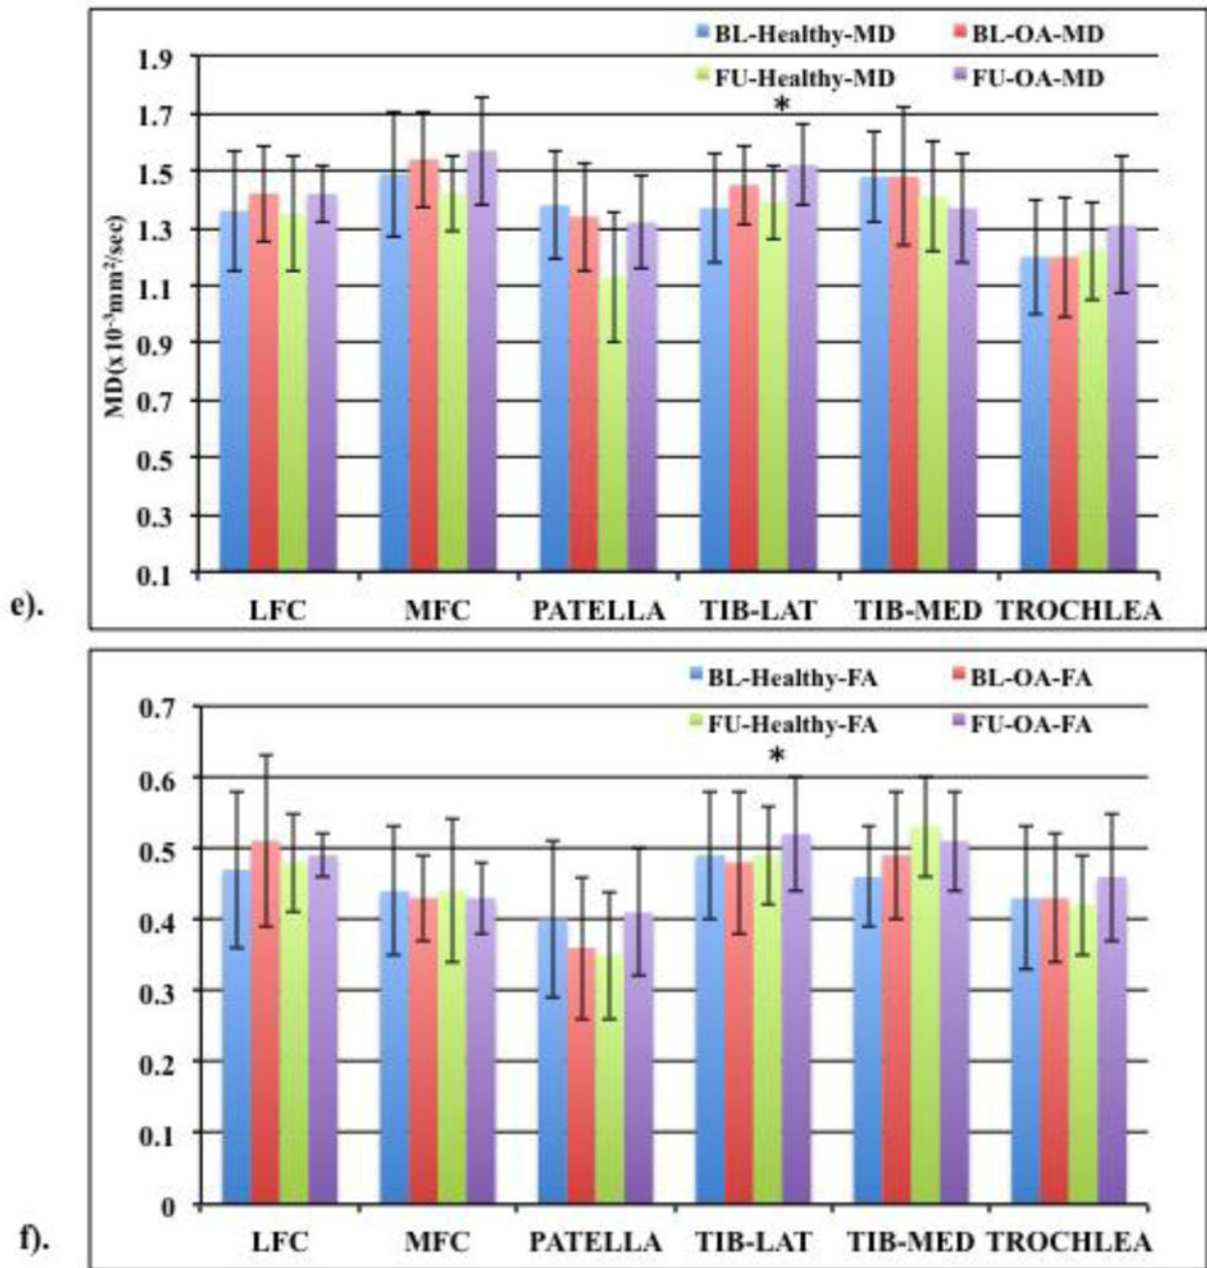 BL-Healthy-MD BL-OA-MD
FU-Healthy-MD FU-OA-MD
*
1.9
1.7
1.5
1.3
1.1
0.9
0.7
0.5
0.3
0.1
MD(x10⁻³mm²/sec)
LFC MFC PATELLA TIB-LAT TIB-MED TROCHLEA
e).
BL-Healthy-FA BL-OA-FA
FU-Healthy-FA FU-OA-FA
*
0.7
0.6
0.5
0.4
0.3
0.2
0.1
0
LFC MFC PATELLA TIB-LAT TIB-MED TROCHLEA
f).